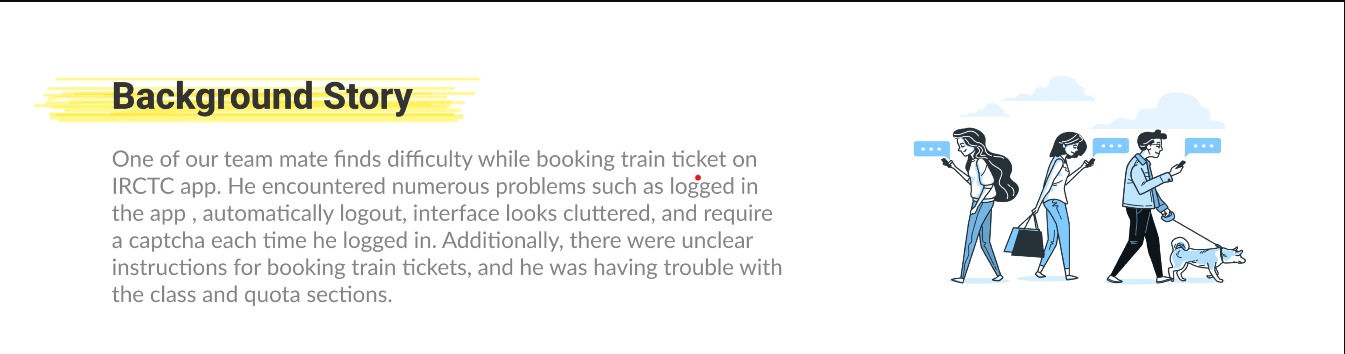 Background Story
One of our team mate finds difficulty while booking train ticket on
IRCTC app. He encountered numerous problems such as logged in
the app , automatically logout, interface looks cluttered, and require
a captcha each time he logged in. Additionally, there were unclear
instructions for booking train tickets, and he was having trouble with
the class and quota sections.